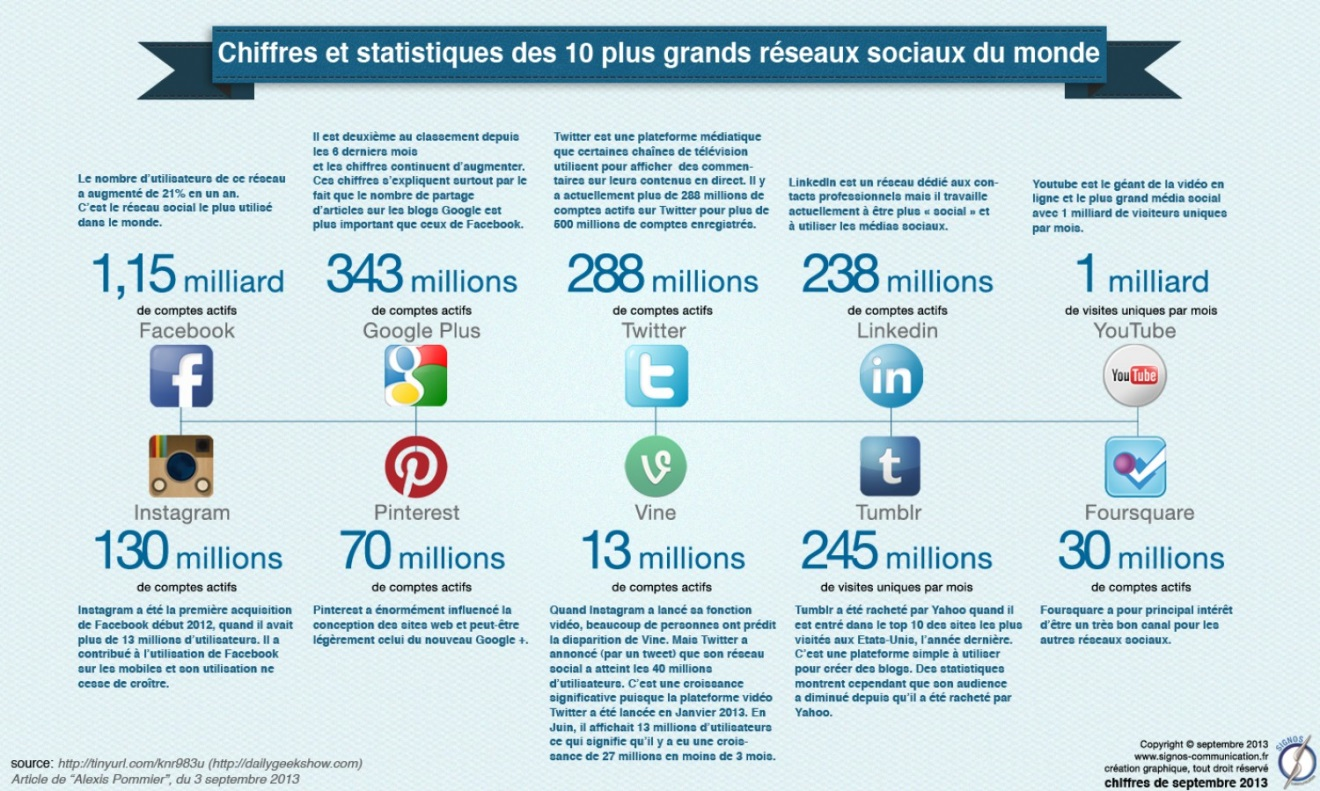 Chiffres et statistiques des 10 plus grands réseaux sociaux du monde
Le nombre d'utilisateurs de ce réseau
a augmenté de 21% en un an.
C'est le réseau social le plus utilisé
dans le monde.
1,15 milliard
de comptes actifs
Facebook
Il est deuxième au classement depuis
les 6 derniers mois
et les chiffres continuent d'augmenter.
Ces chiffres s'expliquent surtout par le
fait que le nombre de partage
d'articles sur les blogs Google est
plus important que ceux de Facebook.
343 millions
de comptes actifs
Google Plus
Twitter est une plateforme médiatique
que certaines chaînes de télévision
utilisent pour afficher des commen-
taires sur leurs contenus en direct. Il y
a actuellement plus de 288 millions de
comptes actifs sur Twitter pour plus de
500 millions de comptes enregistrés.
288 millions
de comptes actifs
Twitter
LinkedIn est un réseau dédié aux con-
tacts professionnels mais il travaille
actuellement à être plus « social » et
à utiliser les médias sociaux.
238 millions
de comptes actifs
Linkedin
in
Youtube est le géant de la vidéo en
ligne et le plus grand média social
avec 1 milliard de visiteurs uniques
par mois.
1 milliard
de visites uniques par mois
YouTube
YouTube
Instagram
130 millions
de comptes actifs
Instagram a été la première acquisition
de Facebook début 2012, quand il avait
plus de 13 millions d'utilisateurs. Il a
contribué à l'utilisation de Facebook
sur les mobiles et son utilisation ne
cesse de croître.
Pinterest
70 millions
de comptes actifs
Pinterest a énormément influencé la
conception des sites web et peut-être
légèrement celui du nouveau Google +.
Vine
13 millions
de comptes actifs
Quand Instagram a lancé sa fonction
vidéo, beaucoup de personnes ont prédit
la disparition de Vine. Mais Twitter a
annoncé (par un tweet) que son réseau
social a atteint les 40 millions
d'utilisateurs. C'est une croissance
significative puisque la plateforme vidéo
Twitter a été lancée en Janvier 2013. En
Juin, il affichait 13 millions d'utilisateurs
ce qui signifie qu'il y a eu une crois-
sance de 27 millions en moins de 3 mois.
t
Tumblr
245 millions
de visites uniques par mois
Tumblr a été racheté par Yahoo quand il
est entré dans le top 10 des sites les plus
visités aux Etats-Unis, l'année dernière.
C'est une plateforme simple à utiliser
pour créer des blogs. Des statistiques
montrent cependant que son audience
a diminué depuis qu'il a été racheté par
Yahoo.
Foursquare
30 millions
de comptes actifs
Foursquare a pour principal intérêt
d'être un très bon canal pour les
autres réseaux sociaux.
source: http://tinyurl.com/knr983u (http://dailygeekshow.com)
Article de "Alexis Pommier", du 3 septembre 2013
Copyright © septembre 2013
www.signos-communication.fr
création graphique, tout droit réservé
chiffres de septembre 2013
SIGNOS